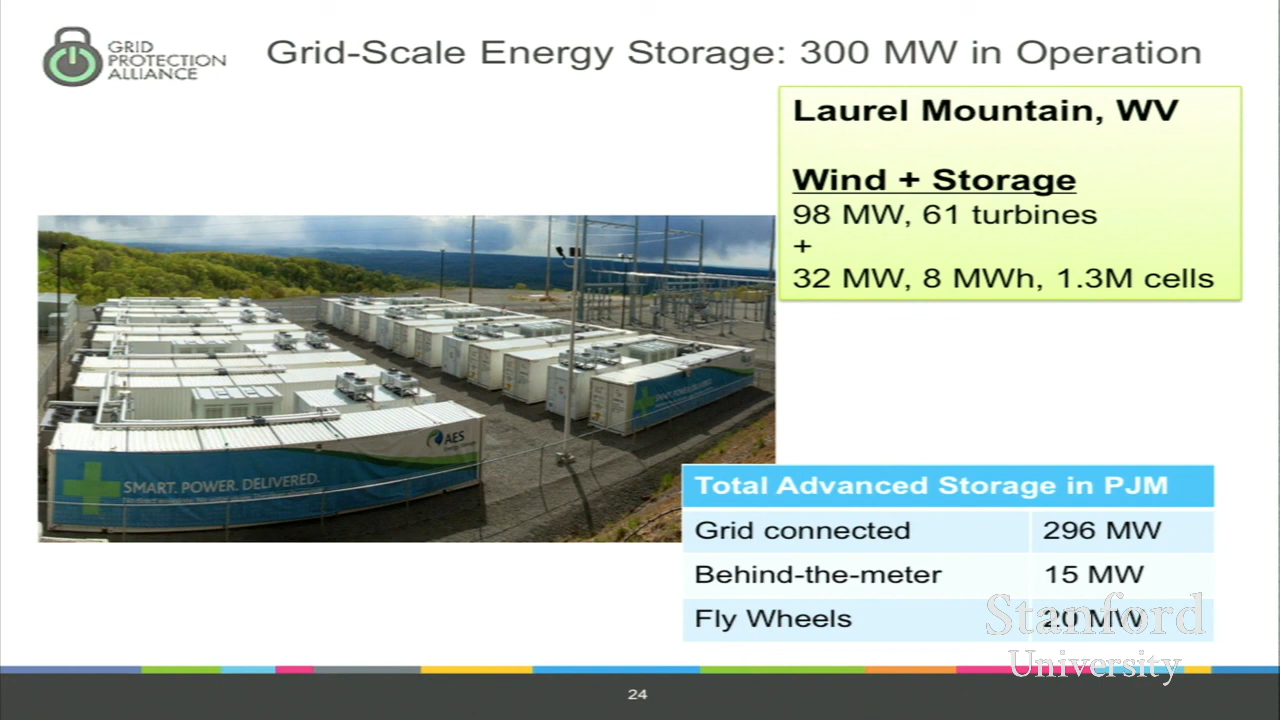 GRID
PROTECTION
ALLIANCE
Grid-Scale Energy Storage: 300 MW in Operation
Laurel Mountain, WV
Wind + Storage
98 MW, 61 turbines
+
32 MW, 8 MWh, 1.3M cells
AES
SMART. POWER. DELIVERED.
Total Advanced Storage in PJM
Grid connected 296 MW
Behind-the-meter 15 MW
Fly Wheels 20 MW
Stanford
University
24